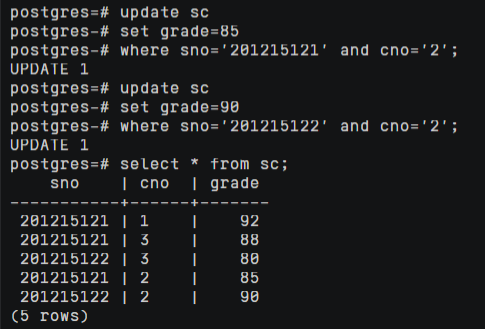 postgres=# update sc
postgres-# set grade=85
postgres-# where sno='201215121' and cno='2';
UPDATE 1
postgres=# update sc
postgres-# set grade=90
postgres-# where sno='201215122' and cno='2';
UPDATE 1
postgres=# select * from sc;
    sno    | cno  | grade
-----------+------+-------
 201215121 | 1    |    92
 201215121 | 3    |    88
 201215122 | 3    |    80
 201215121 | 2    |    85
 201215122 | 2    |    90
(5 rows)